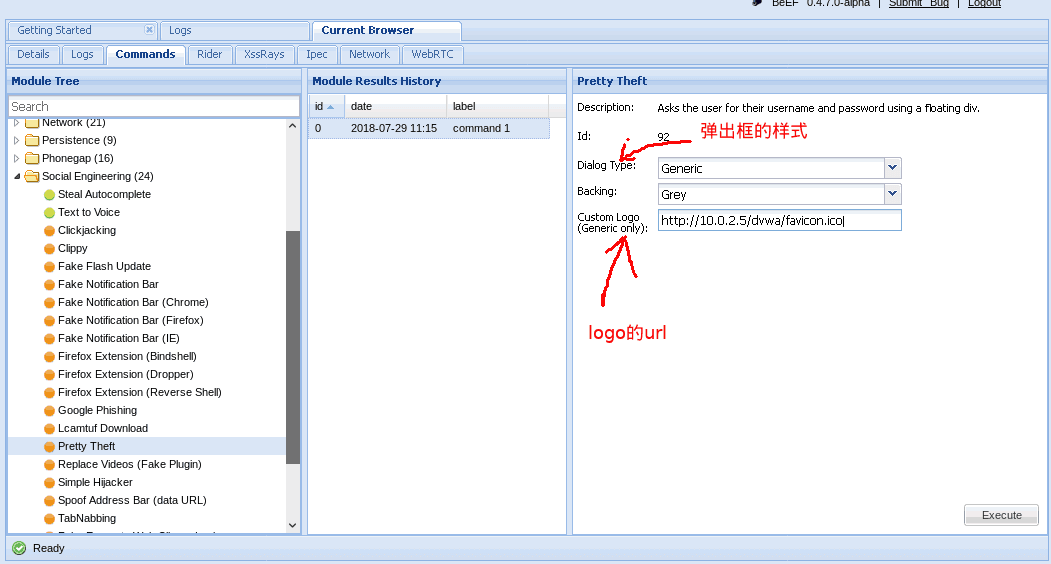 BeEF 0.4.7.0-alpha | Submit Bug | Logout
Getting Started
Logs
Current Browser
Details
Logs
Commands
Rider
XssRays
Ipec
Network
WebRTC
Module Tree
Search
Network (21)
Persistence (9)
Phonegap (16)
Social Engineering (24)
Steal Autocomplete
Text to Voice
Clickjacking
Clippy
Fake Flash Update
Fake Notification Bar
Fake Notification Bar (Chrome)
Fake Notification Bar (Firefox)
Fake Notification Bar (IE)
Firefox Extension (Bindshell)
Firefox Extension (Dropper)
Firefox Extension (Reverse Shell)
Google Phishing
Lcamtuf Download
Pretty Theft
Replace Videos (Fake Plugin)
Simple Hijacker
Spoof Address Bar (data URL)
TabNabbing
Module Results History
id date label
0 2018-07-29 11:15 command 1
Pretty Theft
Description: Asks the user for their username and password using a floating div.
Id: 92
弹出框的样式
Dialog Type: Generic
Backing: Grey
Custom Logo
(Generic only): http://10.0.2.5/dvwa/favicon.ico
logo的url
Execute
Ready